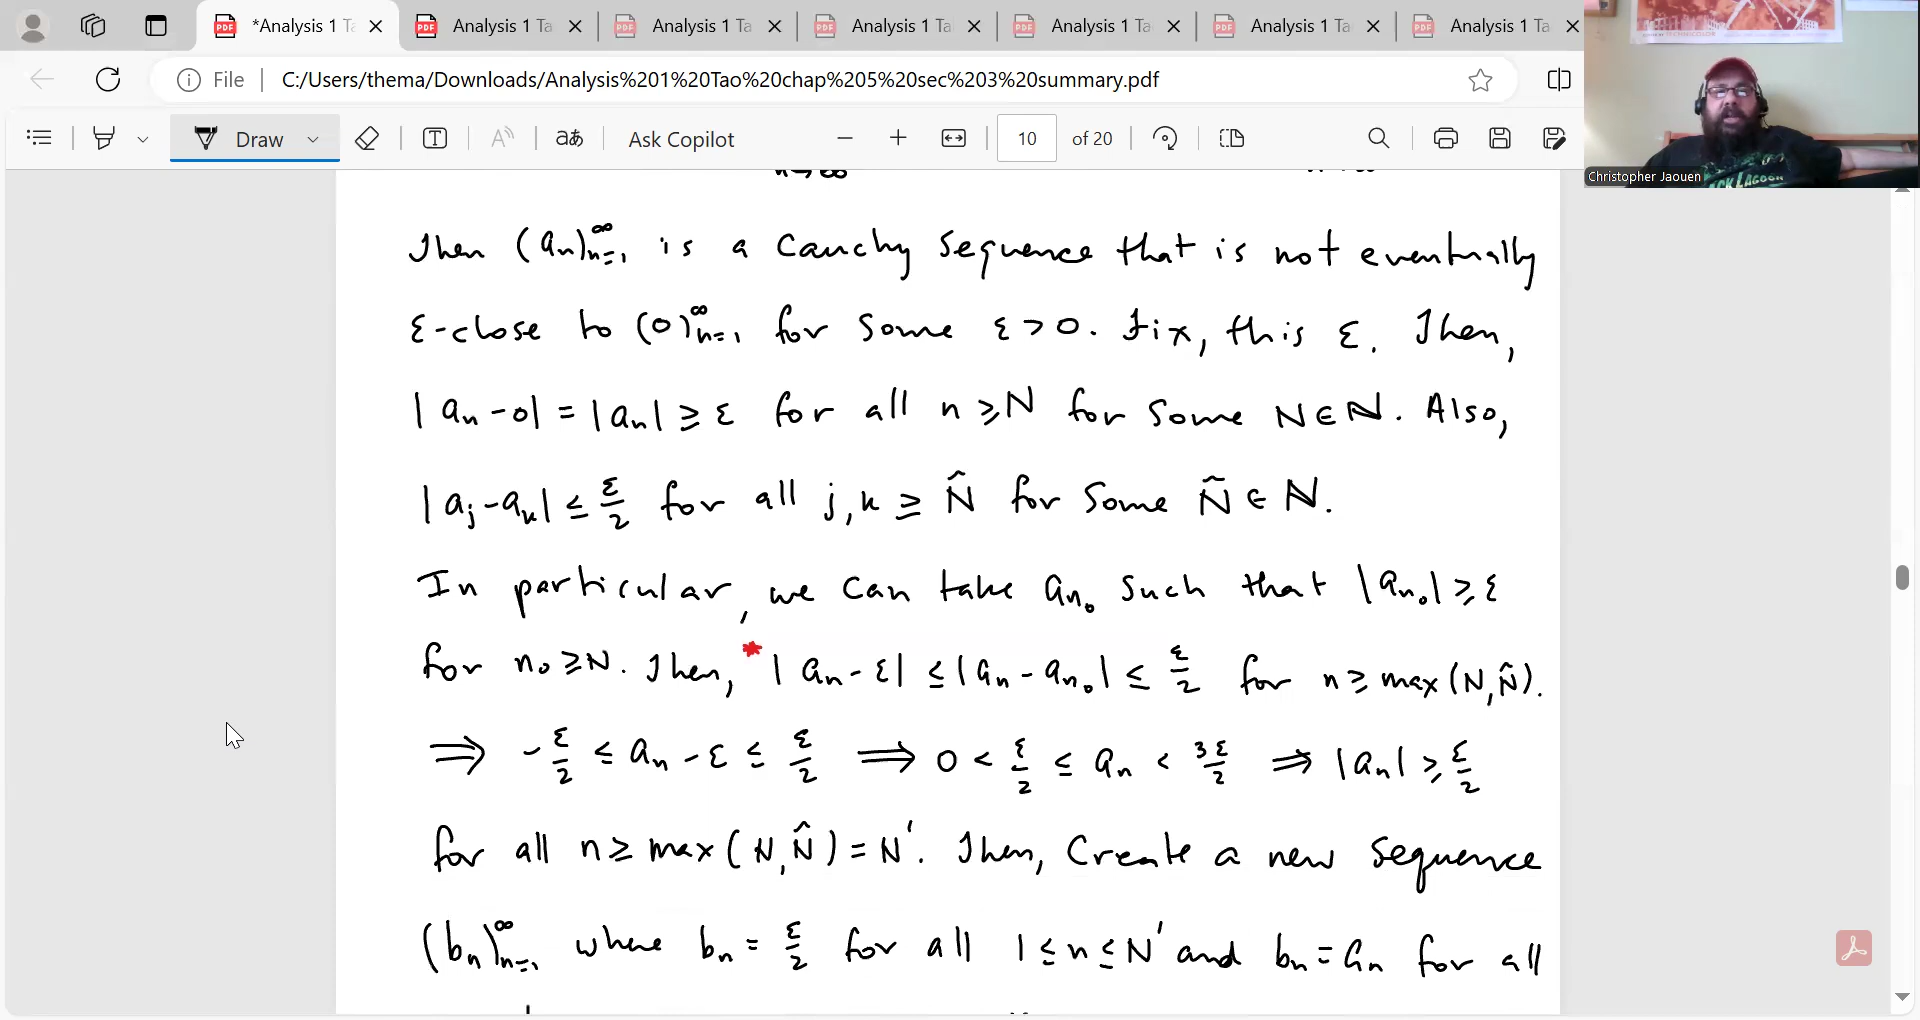 *Analysis 1 Ta
Analysis 1 Ta
Analysis 1 Ta
Analysis 1 Ta
Analysis 1 Ta
Analysis 1 Ta
Analysis 1 Ta
File
C:/Users/thema/Downloads/Analysis%201%20Tao%20chap%205%20sec%203%20summary.pdf
Draw
Ask Copilot
10 of 20
Christopher Jaouen
n→∞
Then (aₙ)ₙ₌₁^∞ is a Cauchy Sequence that is not eventually
ε-close to (0)ₙ₌₁^∞ for some ε > 0. Fix, this ε. Then,
|aₙ - 0| = |aₙ| ≥ ε for all n ≥ N for some N ∈ ℕ. Also,
|aⱼ - aₖ| ≤ ε/2 for all j, k ≥ N̂ for some N̂ ∈ ℕ.
In particular, we can take aₙ₀ such that |aₙ₀| ≥ ε
for n₀ ≥ N. Then, * |aₙ - ε| ≤ |aₙ - aₙ₀| ≤ ε/2 for n ≥ max(N, N̂).
⟹ -ε/2 ≤ aₙ - ε ≤ ε/2 ⟹ 0 < ε/2 ≤ aₙ < 3ε/2 ⟹ |aₙ| ≥ ε/2
for all n ≥ max(N, N̂) = N'. Then, Create a new sequence
(bₙ)ₙ₌₁^∞ where bₙ = ε/2 for all 1 ≤ n ≤ N' and bₙ = aₙ for all